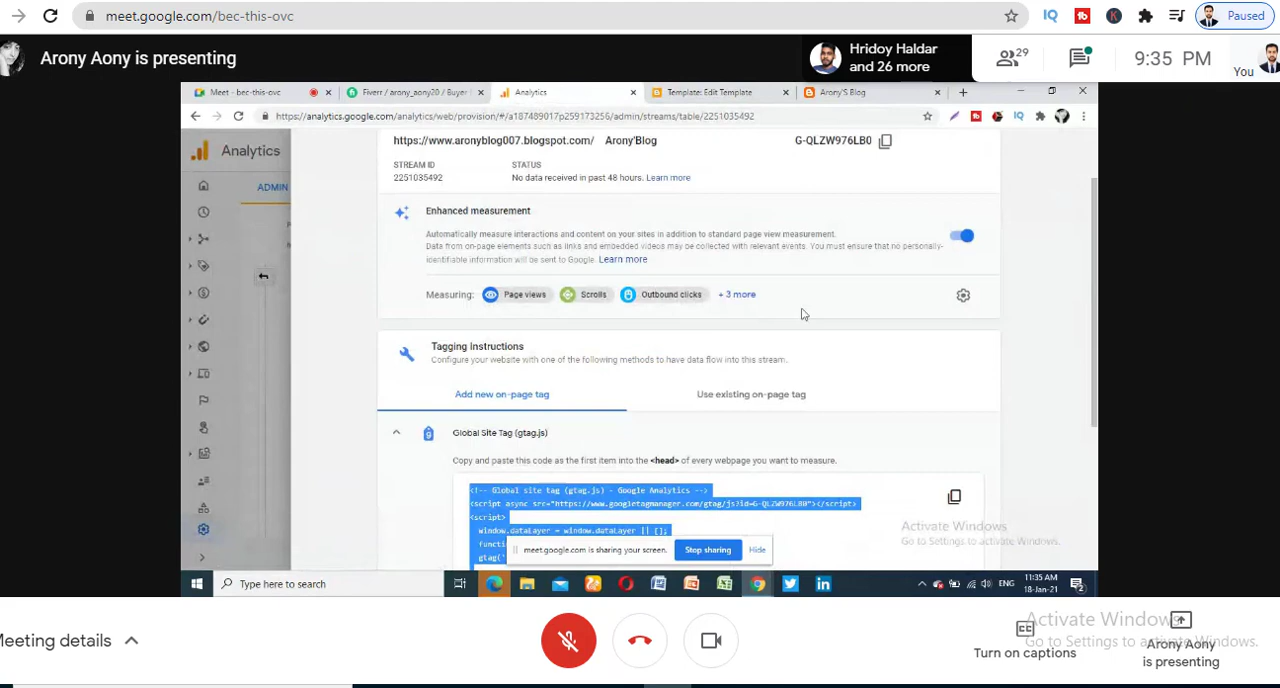 meet.google.com/bec-this-ovc
Paused
Arony Aony is presenting
Hridoy Haldar
and 26 more
29
9:35 PM
You
Meet - bec-this-ovc
Fiverr / arony_aony20 / Buyer
Analytics
Template: Edit Template
Arony'S Blog
https://analytics.google.com/analytics/web/provision/#/a187489017p259173256/admin/streams/table/2251035492
Analytics
ADMIN
https://www.aronyblog007.blogspot.com/ Arony'Blog
G-QLZW976LB0
STREAM ID
STATUS
2251035492
No data received in past 48 hours. Learn more
Enhanced measurement
Automatically measure interactions and content on your sites in addition to standard page view measurement.
Data from on-page elements such as links and embedded videos may be collected with relevant events. You must ensure that no personally-
identifiable information will be sent to Google. Learn more
Measuring: Page views Scrolls Outbound clicks + 3 more
Tagging Instructions
Configure your website with one of the following methods to have data flow into this stream.
Add new on-page tag
Use existing on-page tag
Global Site Tag (gtag.js)
Copy and paste this code as the first item into the <head> of every webpage you want to measure.
<!-- Global site tag (gtag.js) - Google Analytics -->
<script async src="https://www.googletagmanager.com/gtag/js?id=G-QLZW976LB0"></script>
<script>
window.dataLayer = window.dataLayer || [];
functi
gtag('
meet.google.com is sharing your screen.
Stop sharing
Hide
Activate Windows
Go to Settings to activate Windows.
Type here to search
ENG
11:35 AM
18-Jan-21
Meeting details
Turn on captions
Arony Aony
is presenting
Activate Windows
Go to Settings to activate Windows.